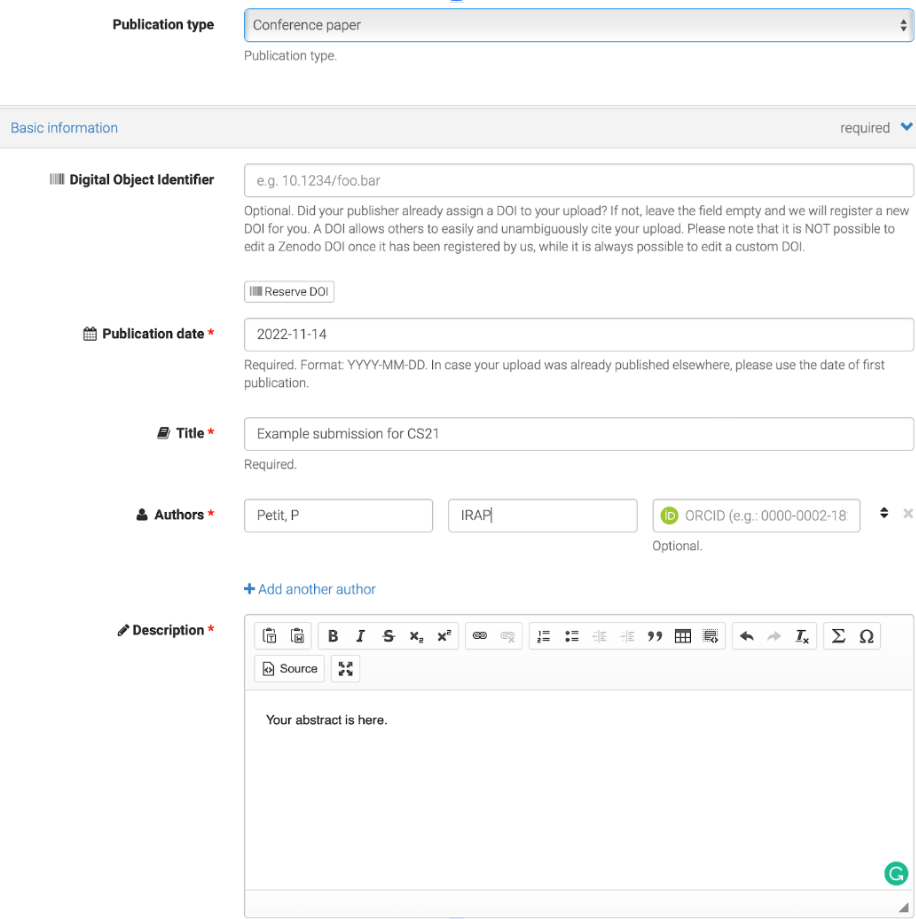 Publication type
Conference paper
Publication type.
Basic information
required
Digital Object Identifier
e.g. 10.1234/foo.bar
Optional. Did your publisher already assign a DOI to your upload? If not, leave the field empty and we will register a new
DOI for you. A DOI allows others to easily and unambiguously cite your upload. Please note that it is NOT possible to
edit a Zenodo DOI once it has been registered by us, while it is always possible to edit a custom DOI.
Reserve DOI
Publication date *
2022-11-14
Required. Format: YYYY-MM-DD. In case your upload was already published elsewhere, please use the date of first
publication.
Title *
Example submission for CS21
Required.
Authors *
Petit, P
IRAP
iD ORCID (e.g.: 0000-0002-18
Optional.
+ Add another author
Description *
B I S x₂ x² Ix Σ Ω
Source
Your abstract is here.